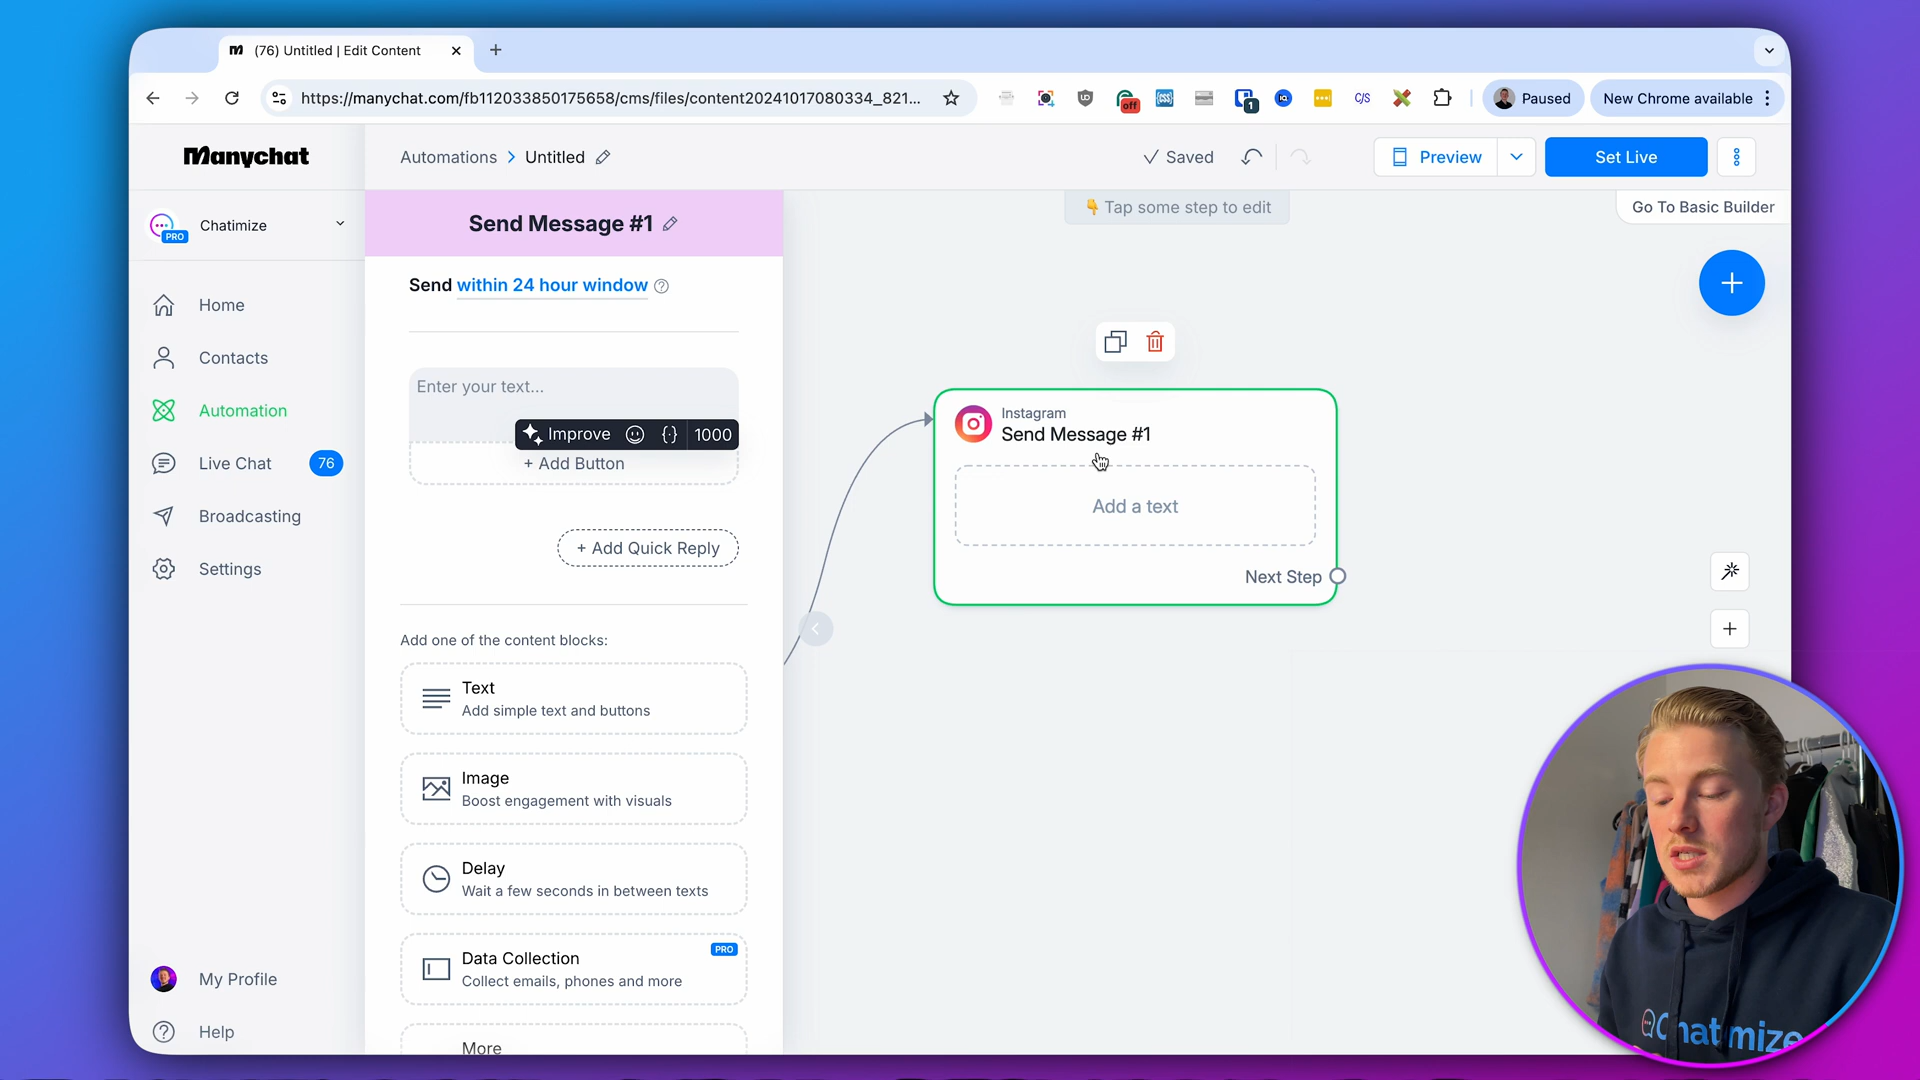 (76) Untitled | Edit Content
https://manychat.com/fb112033850175658/cms/files/content20241017080334_821...
off
{CSS}
1
C/S
Paused
New Chrome available
Manychat
Automations > Untitled
Saved
Preview
Set Live
PRO
Chatimize
Send Message #1
👇 Tap some step to edit
Go To Basic Builder
Home
Contacts
Automation
Live Chat
76
Broadcasting
Settings
My Profile
Help
Send within 24 hour window
Enter your text...
Improve
{·}
1000
+ Add Button
+ Add Quick Reply
Add one of the content blocks:
Text
Add simple text and buttons
Image
Boost engagement with visuals
Delay
Wait a few seconds in between texts
PRO
Data Collection
Collect emails, phones and more
More
Instagram
Send Message #1
Add a text
Next Step
Chatimize